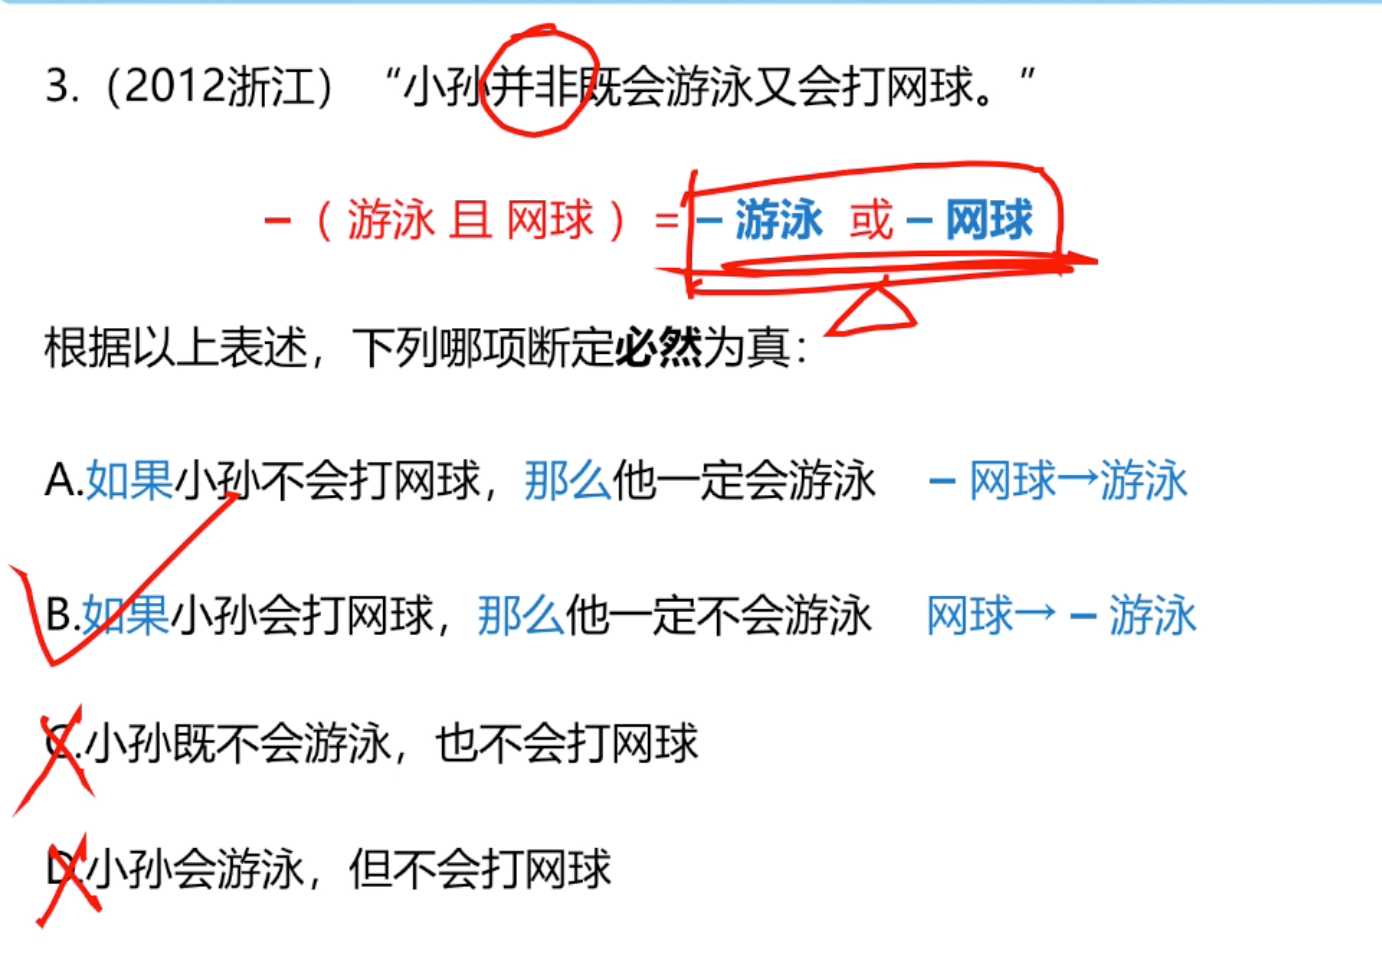 3.（2012浙江）“小孙并非既会游泳又会打网球。”
－（ 游泳 且 网球 ）＝－ 游泳 或 － 网球
根据以上表述，下列哪项断定必然为真：
A.如果小孙不会打网球，那么他一定会游泳 － 网球→游泳
B.如果小孙会打网球，那么他一定不会游泳 网球→ － 游泳
C.小孙既不会游泳，也不会打网球
D.小孙会游泳，但不会打网球